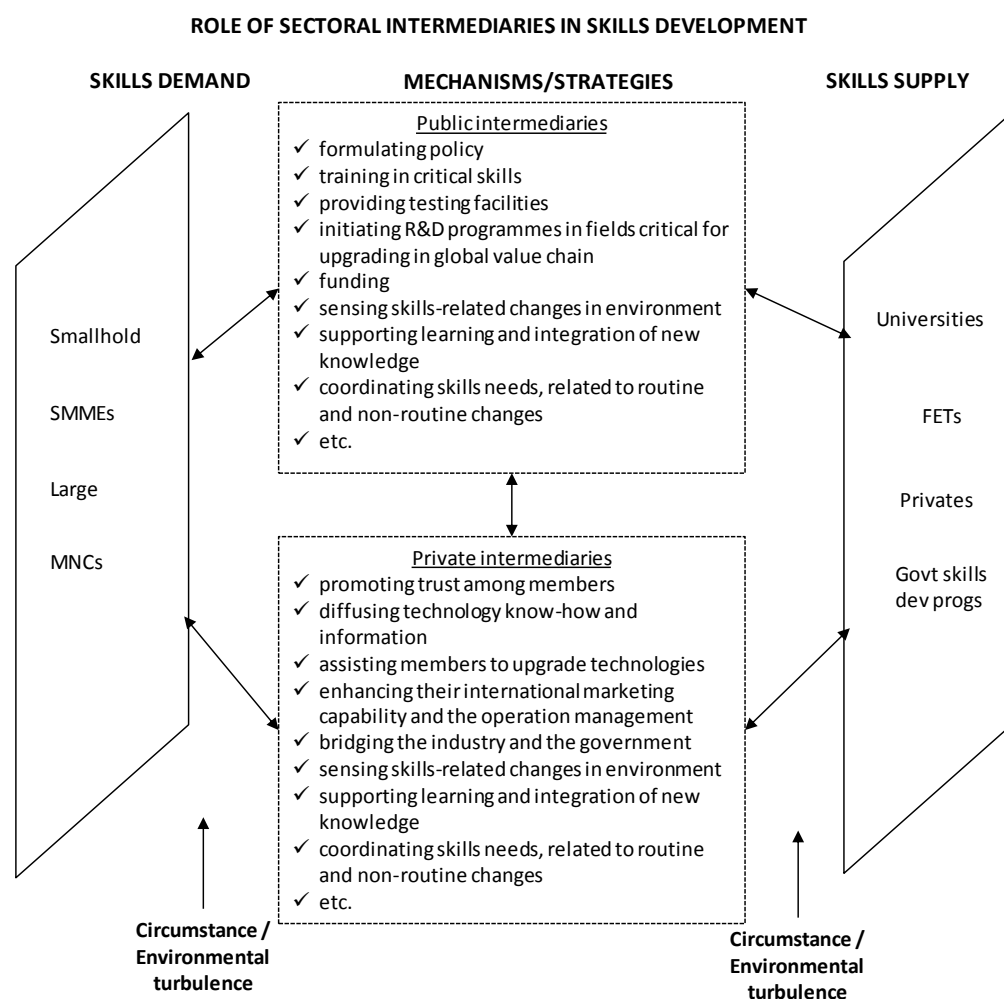 ROLE OF SECTORAL INTERMEDIARIES IN SKILLS DEVELOPMENT
SKILLS DEMAND
MECHANISMS/STRATEGIES
SKILLS SUPPLY
Smallhold
SMMEs
Large
MNCs
Public intermediaries
✓ formulating policy
✓ training in critical skills
✓ providing testing facilities
✓ initiating R&D programmes in fields critical for
upgrading in global value chain
✓ funding
✓ sensing skills-related changes in environment
✓ supporting learning and integration of new
knowledge
✓ coordinating skills needs, related to routine
and non-routine changes
✓ etc.
Private intermediaries
✓ promoting trust among members
✓ diffusing technology know-how and
information
✓ assisting members to upgrade technologies
✓ enhancing their international marketing
capability and the operation management
✓ bridging the industry and the government
✓ sensing skills-related changes in environment
✓ supporting learning and integration of new
knowledge
✓ coordinating skills needs, related to routine
and non-routine changes
✓ etc.
Universities
FETs
Privates
Govt skills
dev progs
Circumstance /
Environmental
turbulence
Circumstance /
Environmental
turbulence